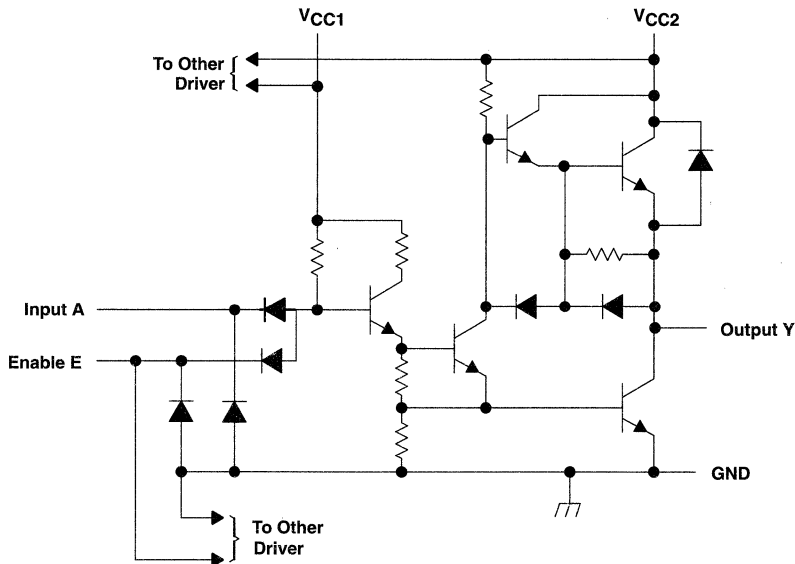 VCC1
VCC2
To Other
Driver
Input A
Enable E
Output Y
GND
To Other
Driver